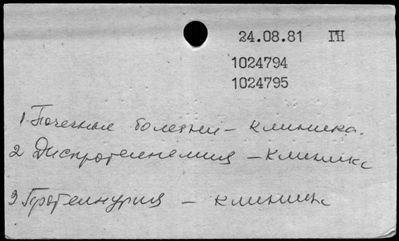 24.08.81 ГН
1024794
1024795
1 Почечные болезни – клиника.
2 Диспротеинемия – клиника
3 Протеинурия – клиника